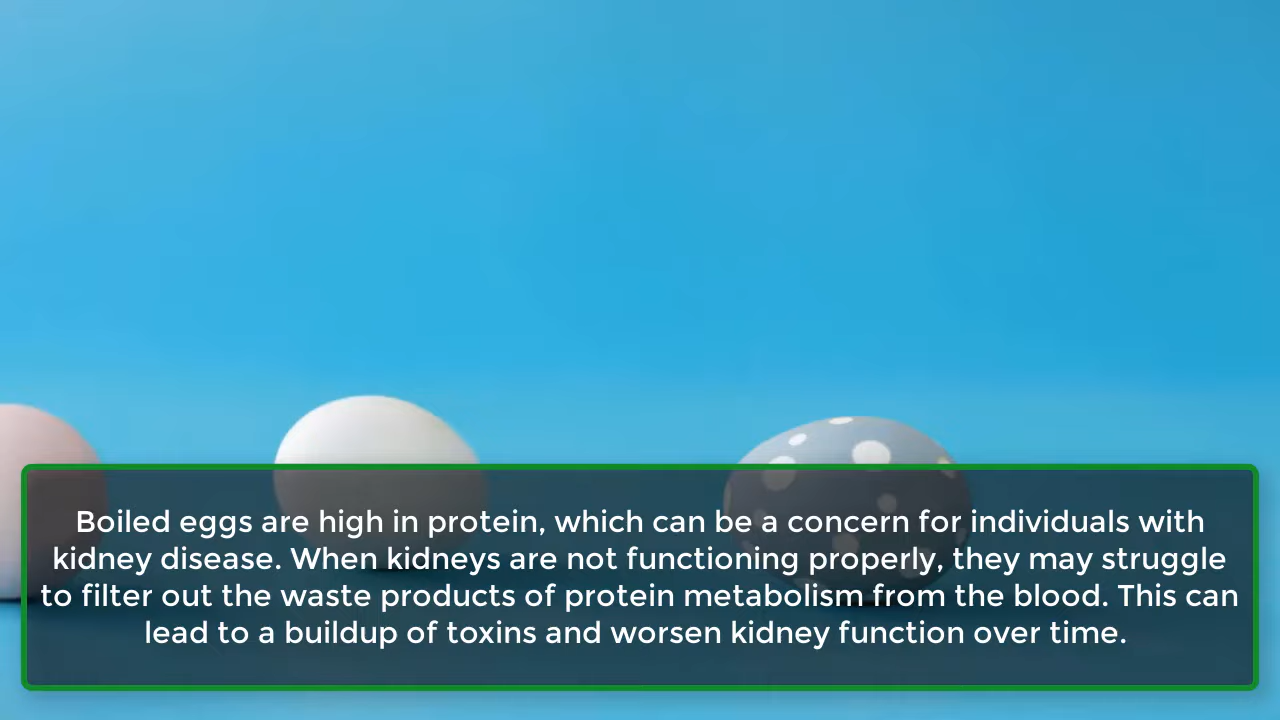 Boiled eggs are high in protein, which can be a concern for individuals with
kidney disease. When kidneys are not functioning properly, they may struggle
to filter out the waste products of protein metabolism from the blood. This can
lead to a buildup of toxins and worsen kidney function over time.